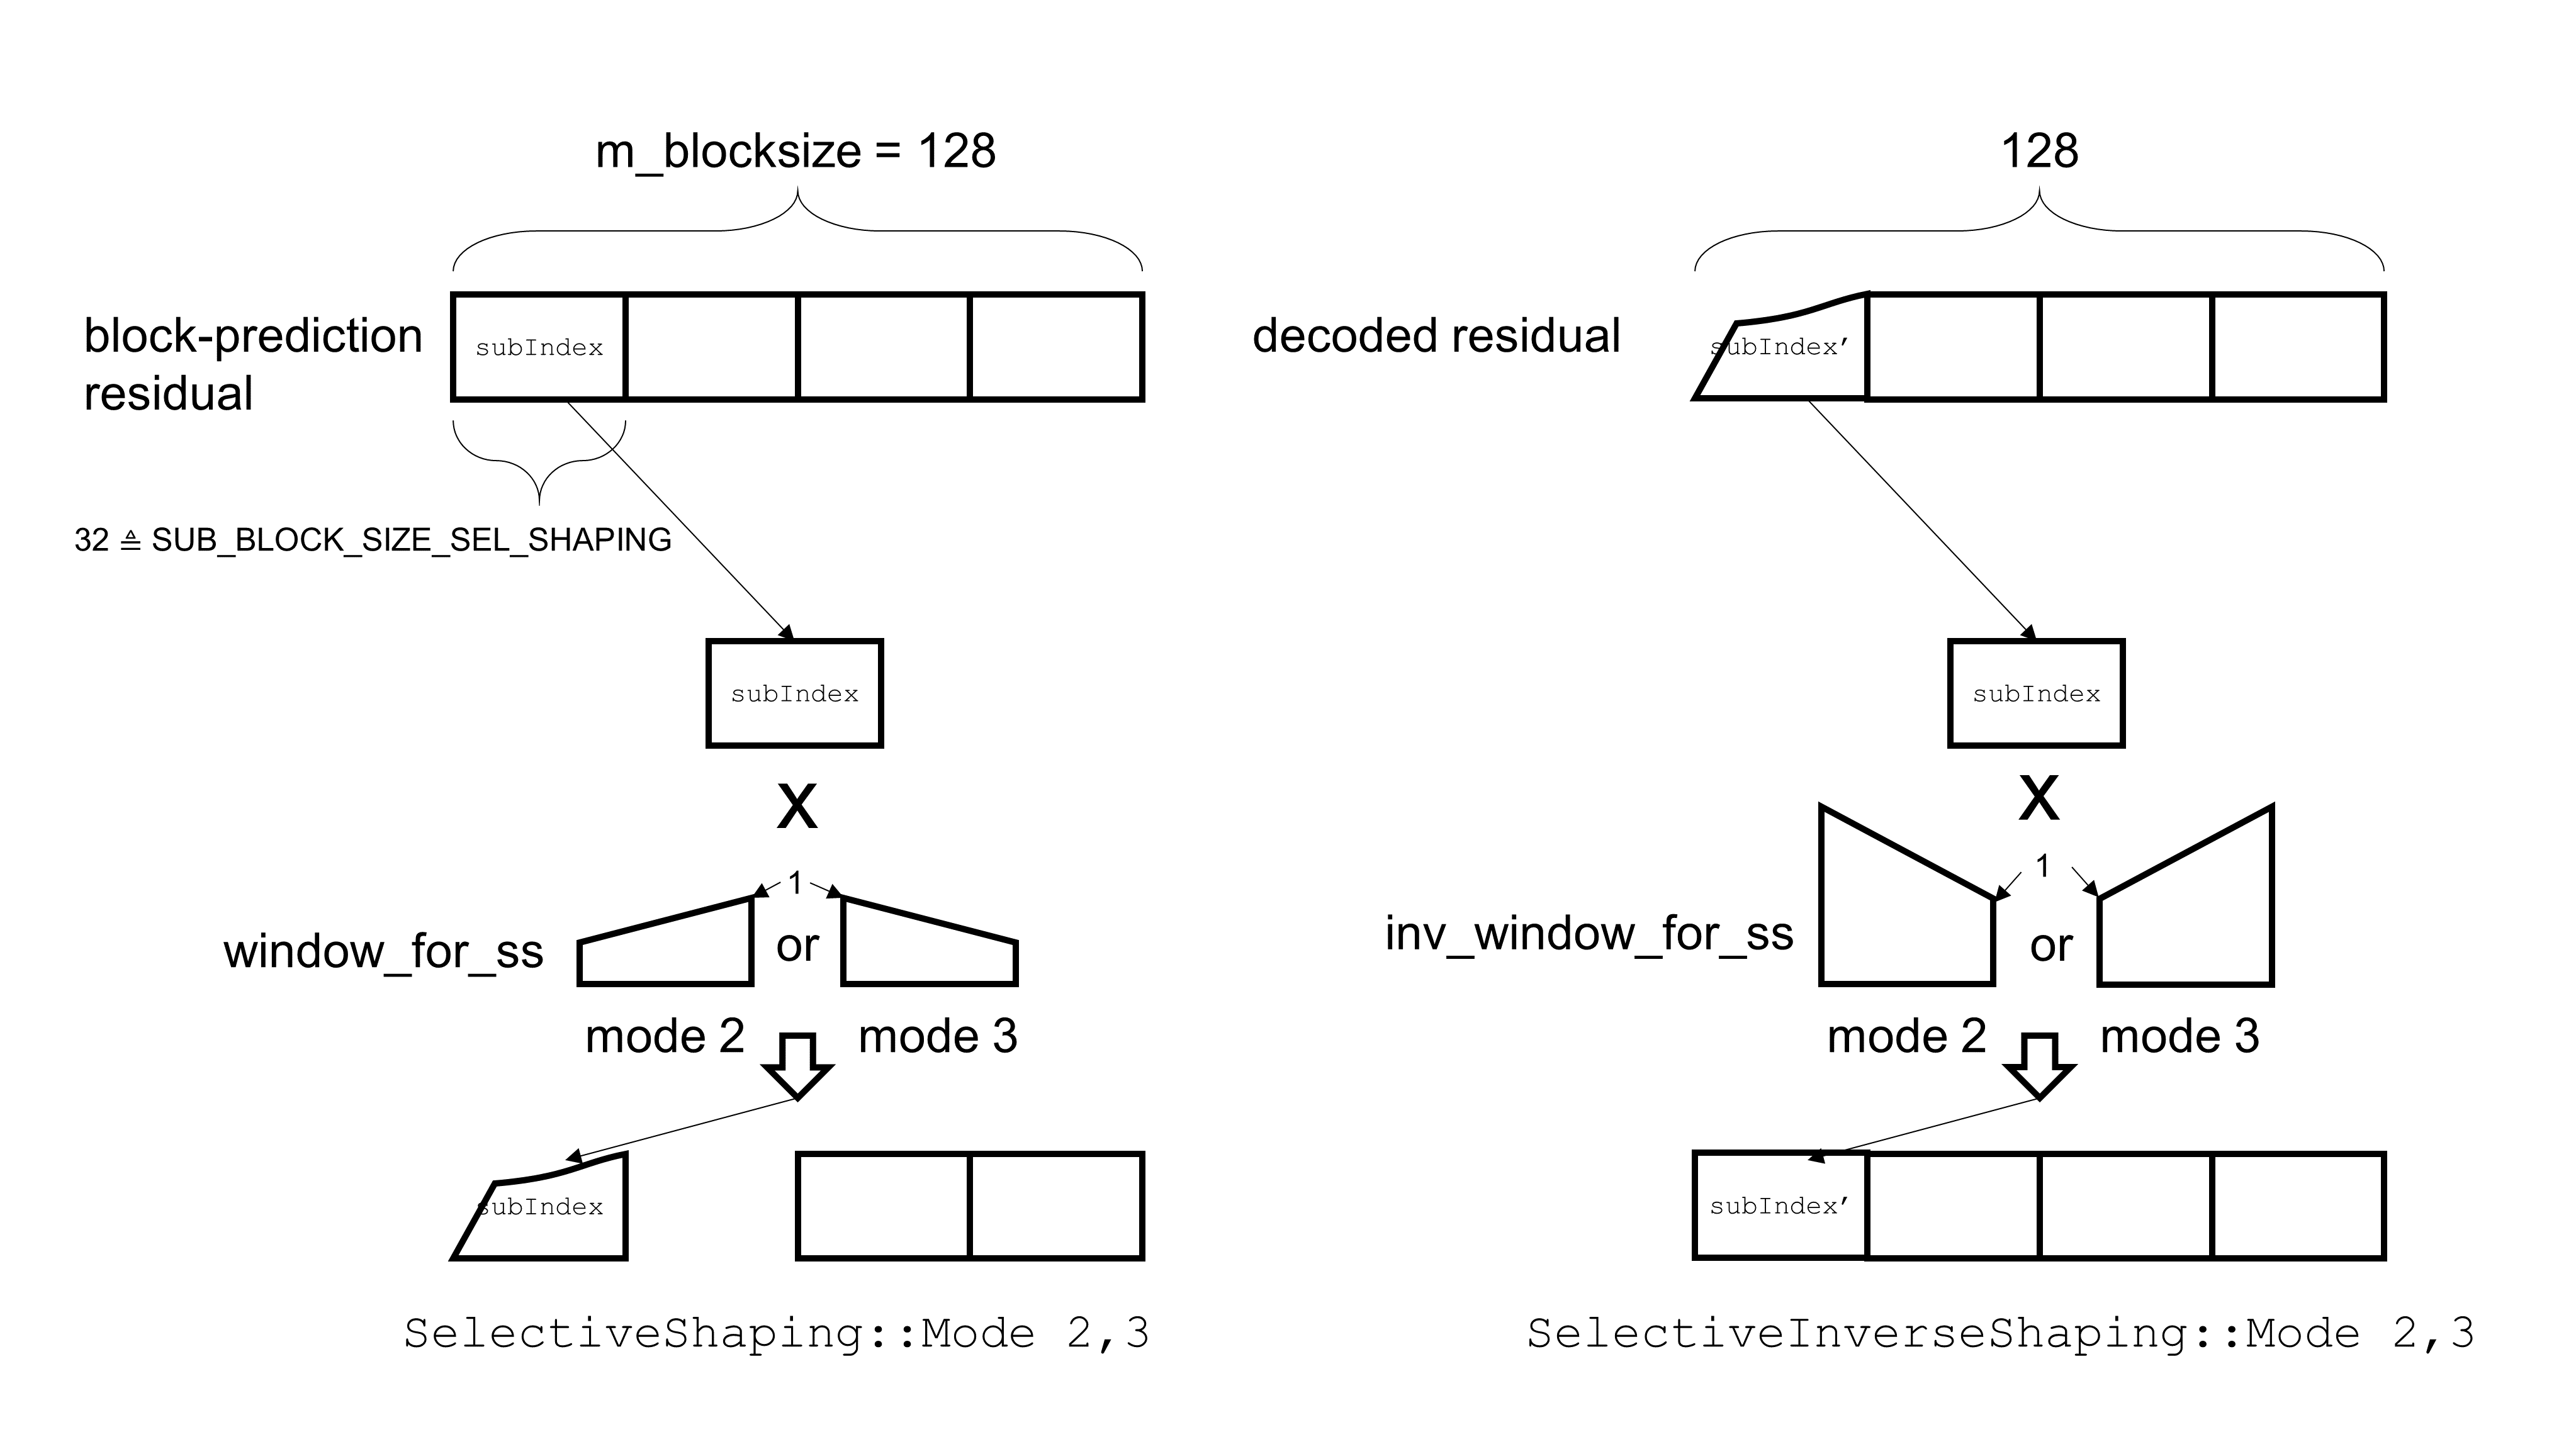 m_blocksize = 128
block-prediction
residual
subIndex
32 ≜ SUB_BLOCK_SIZE_SEL_SHAPING
subIndex
X
1
window_for_ss
or
mode 2
mode 3
subIndex
SelectiveShaping::Mode 2,3
128
decoded residual
subIndex’
subIndex
X
1
inv_window_for_ss
or
mode 2
mode 3
subIndex’
SelectiveInverseShaping::Mode 2,3